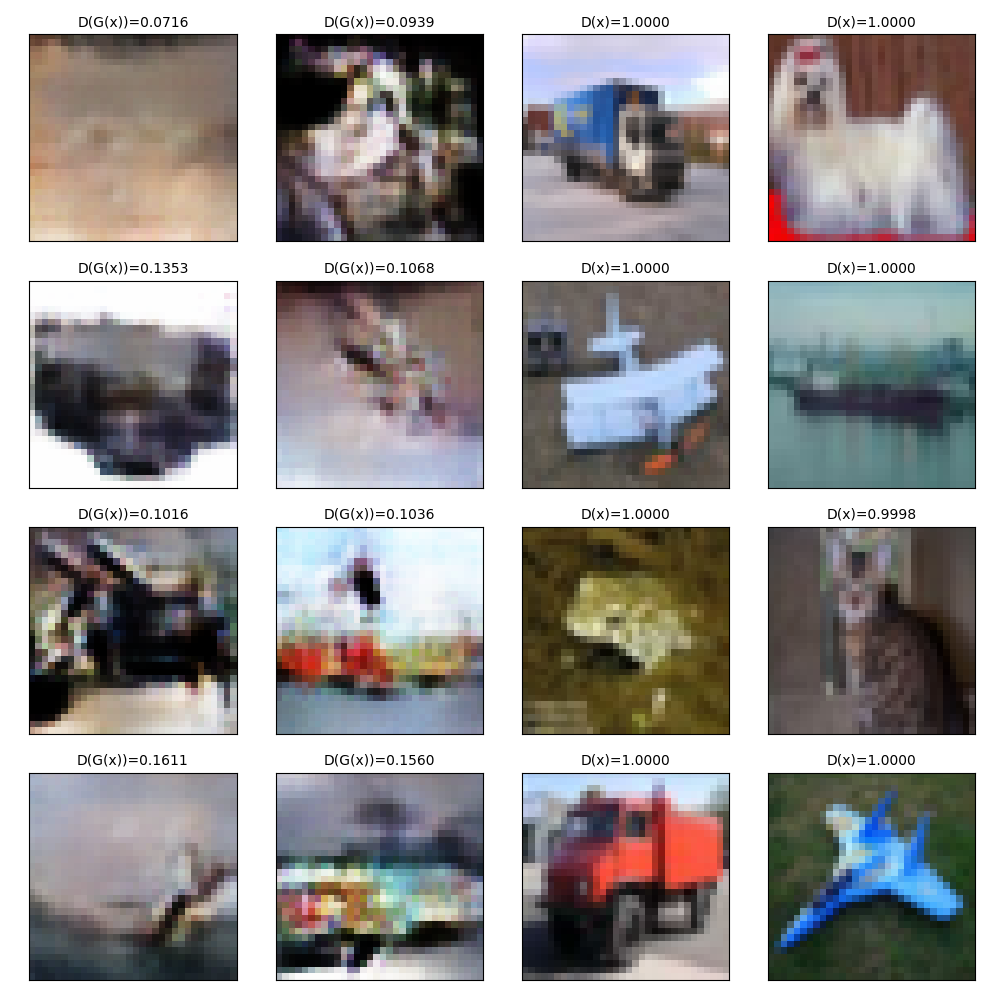 D(G(x))=0.0716
D(G(x))=0.0939
D(x)=1.0000
D(x)=1.0000
D(G(x))=0.1353
D(G(x))=0.1068
D(x)=1.0000
D(x)=1.0000
D(G(x))=0.1016
D(G(x))=0.1036
D(x)=1.0000
D(x)=0.9998
D(G(x))=0.1611
D(G(x))=0.1560
D(x)=1.0000
D(x)=1.0000